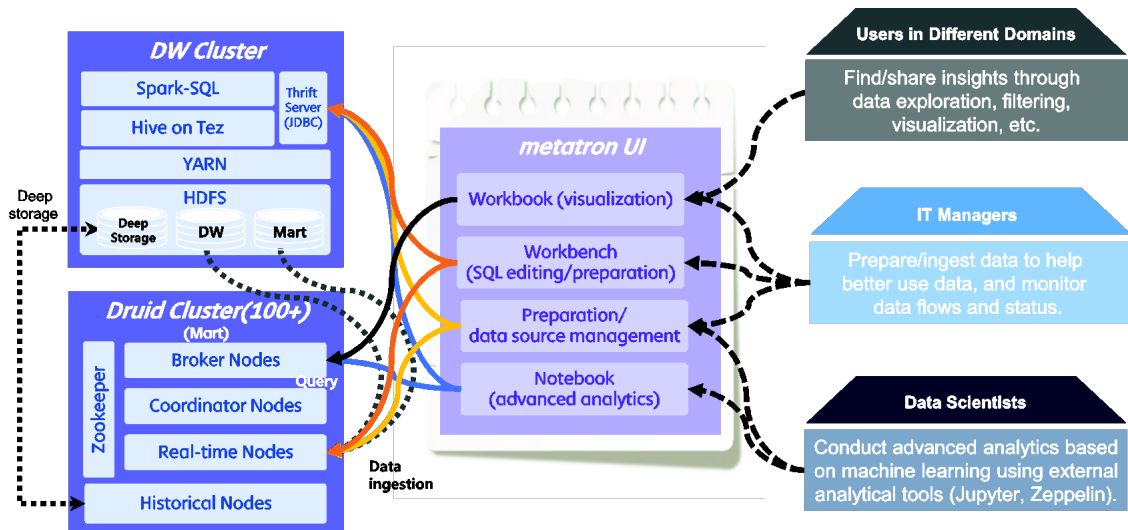 DW Cluster
Spark-SQL
Hive on Tez
Thrift
Server
(JDBC)
YARN
HDFS
Deep
Storage
DW
Mart
Deep
storage
Druid Cluster(100+)
(Mart)
Zookeeper
Broker Nodes
Query
Coordinator Nodes
Real-time Nodes
Historical Nodes
Data
ingestion
metatron UI
Workbook (visualization)
Workbench
(SQL editing/preparation)
Preparation/
data source management
Notebook
(advanced analytics)
Users in Different Domains
Find/share insights through
data exploration, filtering,
visualization, etc.
IT Managers
Prepare/ingest data to help
better use data, and monitor
data flows and status.
Data Scientists
Conduct advanced analytics based
on machine learning using external
analytical tools (Jupyter, Zeppelin).